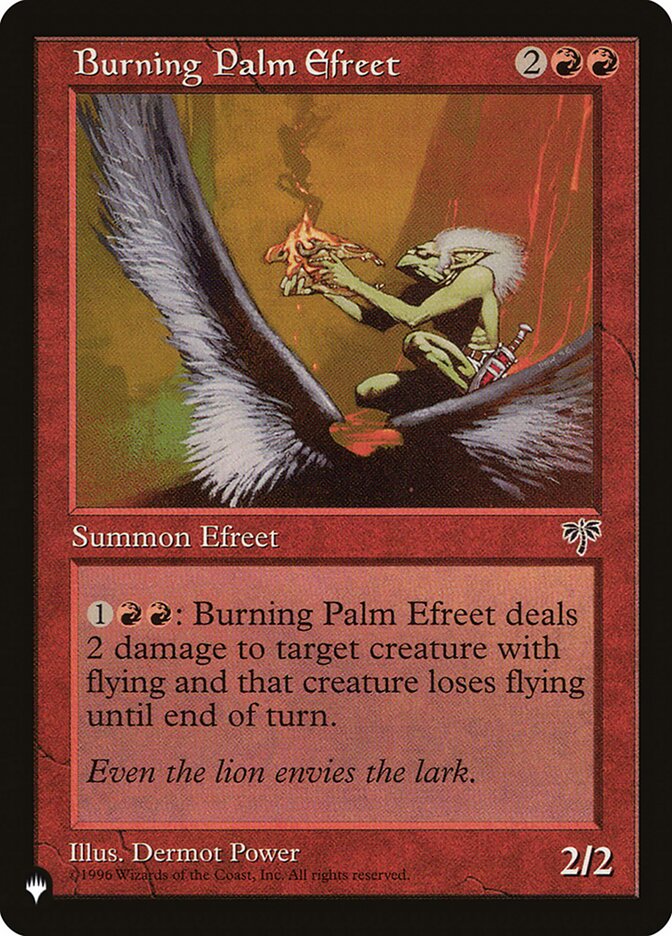 Burning Palm Efreet 2
Summon Efreet
1: Burning Palm Efreet deals
2 damage to target creature with
flying and that creature loses flying
until end of turn.
Even the lion envies the lark.
Illus. Dermot Power
©1996 Wizards of the Coast, Inc. All rights reserved.
2/2